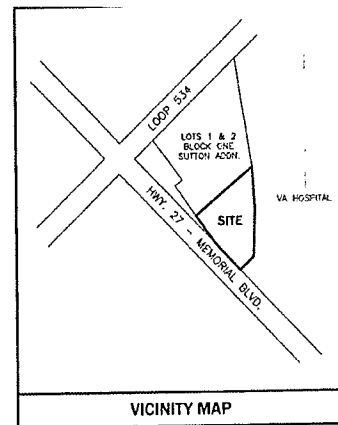 LOOP 534
LOTS 1 & 2
BLOCK ONE
SUTTON ADDN.
VA HOSPITAL
SITE
HWY. 27 - MEMORIAL BLVD.
VICINITY MAP